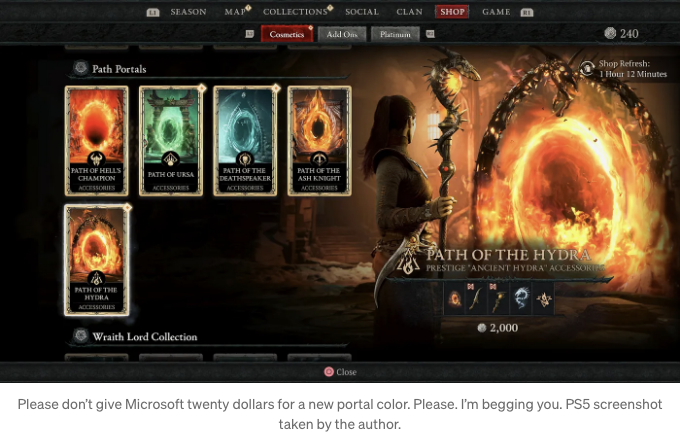 L1 SEASON MAP COLLECTIONS SOCIAL CLAN SHOP GAME R1
Cosmetics Add Ons Platinum
240
Shop Refresh:
1 Hour 12 Minutes
Path Portals
PATH OF HELL'S
CHAMPION
ACCESSORIES
PATH OF URSA
ACCESSORIES
PATH OF THE
DEATHSPEAKER
ACCESSORIES
PATH OF THE
ASH KNIGHT
ACCESSORIES
PATH OF THE
HYDRA
ACCESSORIES
PATH OF THE HYDRA
PRESTIGE "ANCIENT HYDRA" ACCESSORIES
2,000
Wraith Lord Collection
Close
Please don't give Microsoft twenty dollars for a new portal color. Please. I'm begging you. PS5 screenshot
taken by the author.